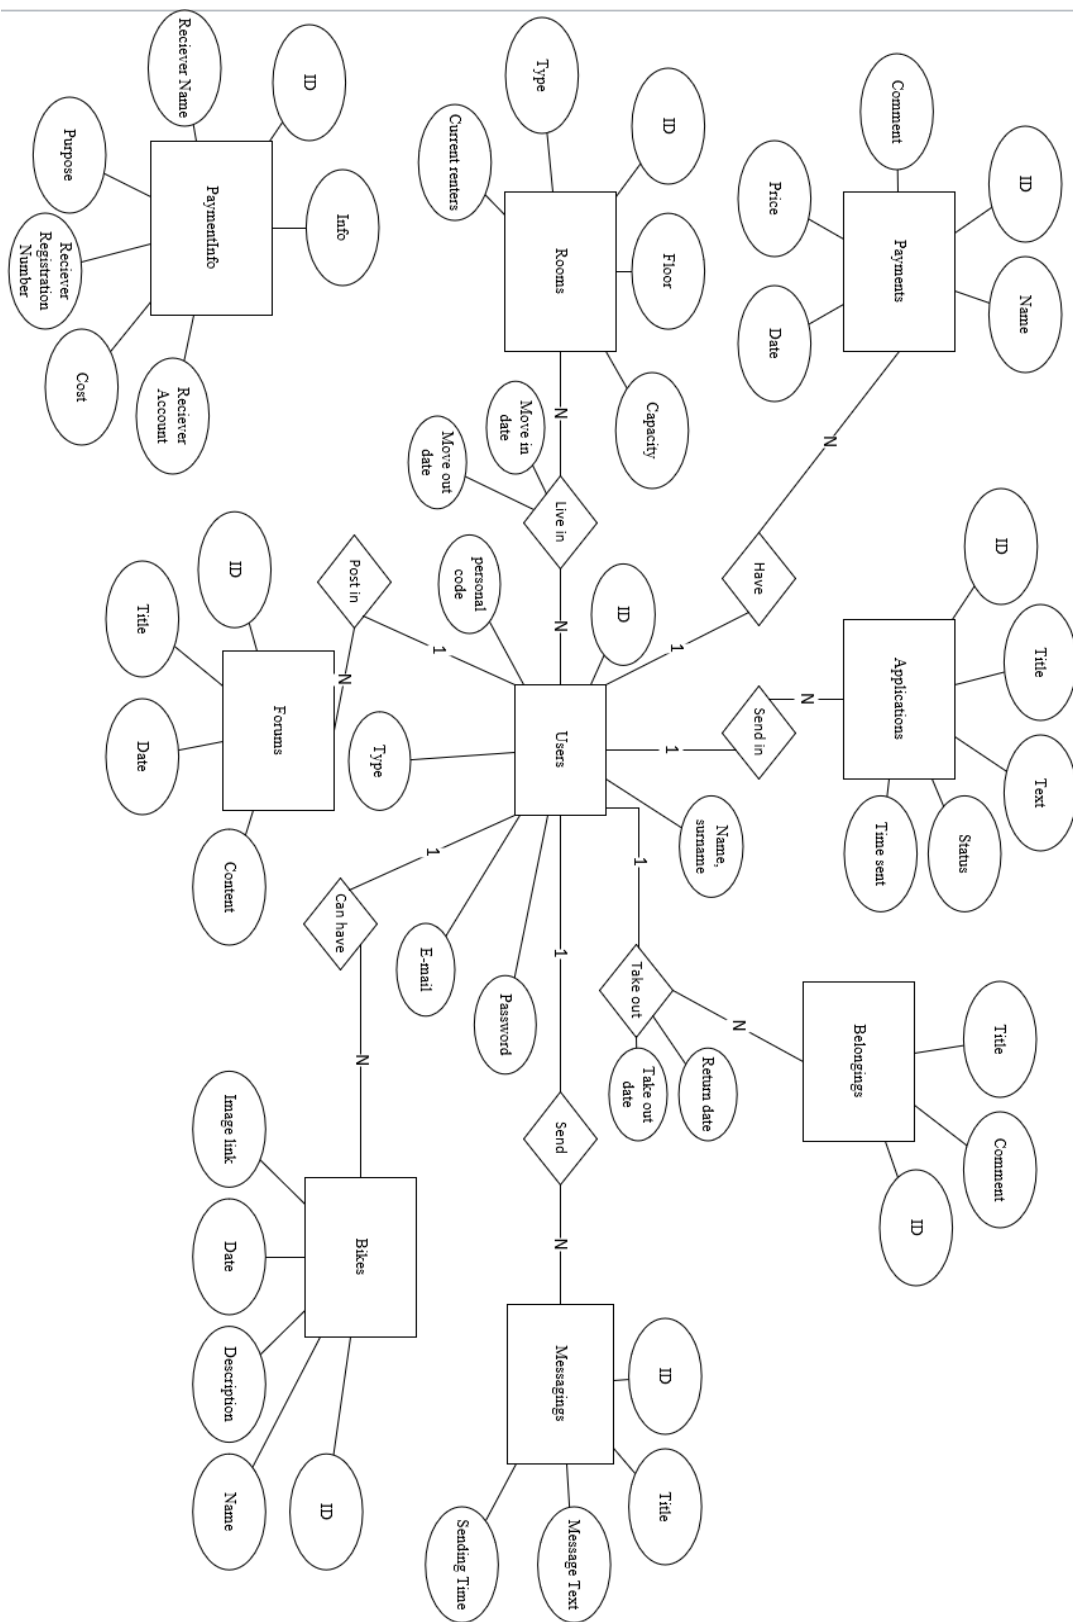 Comment
ID
Price
Payments
Name
Date
N
Have
1
ID
Title
Applications
Text
Status
Time sent
N
Send in
1
Title
Belongings
Comment
ID
N
Take out
Return date
Take out
date
1
Type
ID
Current renters
Rooms
Floor
Capacity
N
Move in
date
Move out
date
Live in
N
ID
personal
code
Users
Name,
surname
Type
E-mail
Password
1
Send
N
Messagings
ID
Title
Message Text
Sending Time
Reciever Name
ID
Purpose
PaymentInfo
Info
Reciever
Registration
Number
Cost
Reciever
Account
Post in
1
N
ID
Title
Forums
Date
Content
1
Can have
N
Image link
Bikes
Date
Description
Name
ID